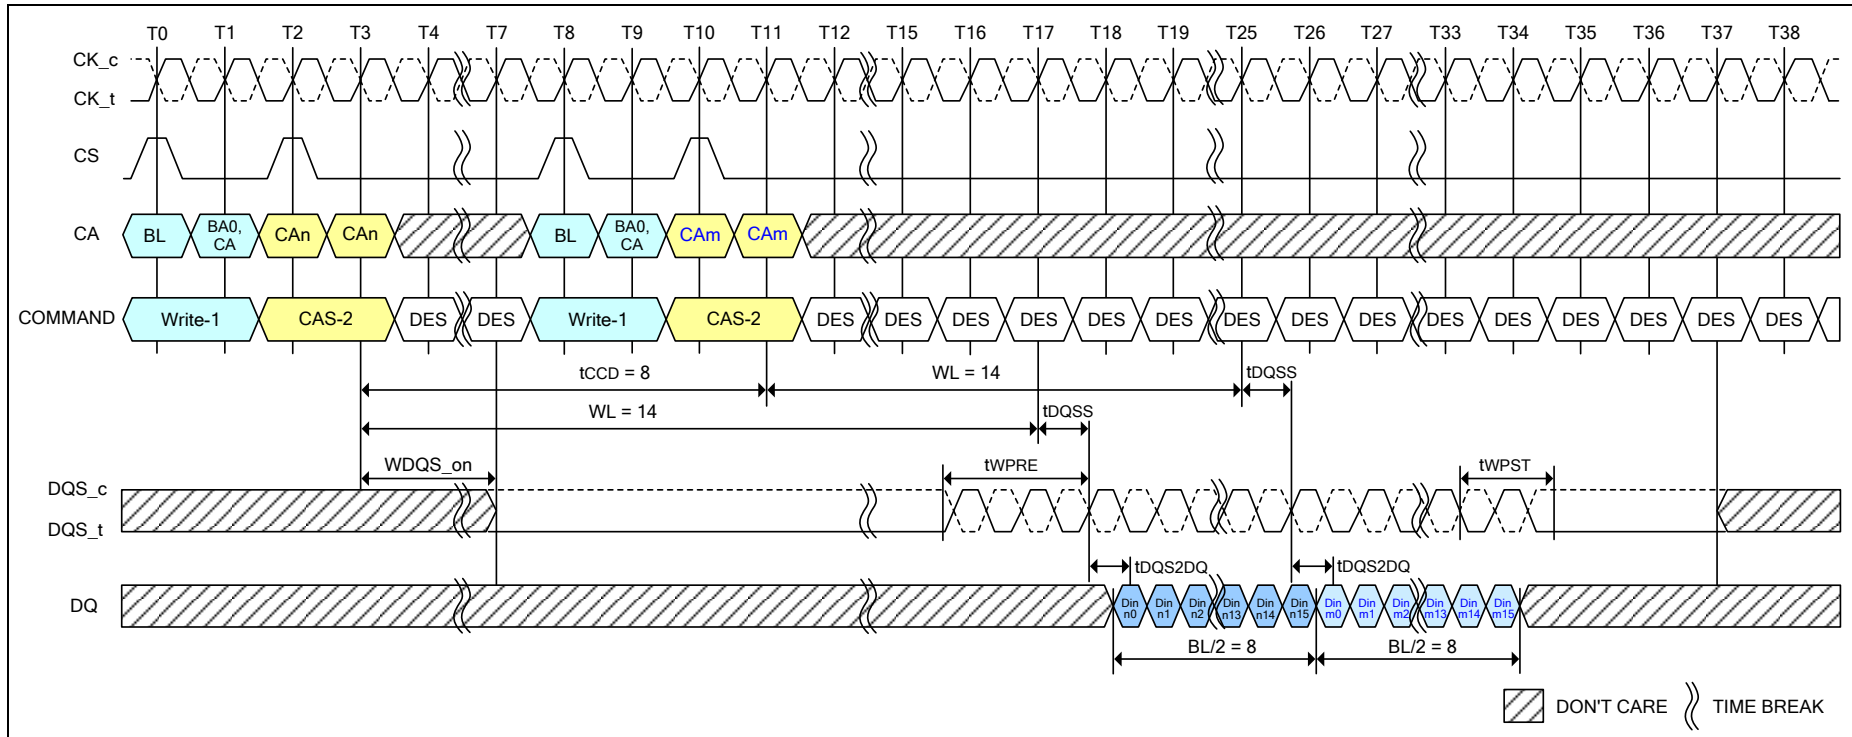 T0 T1 T2 T3 T4 T7 T8 T9 T10 T11 T12 T15 T16 T17 T18 T19 T25 T26 T27 T33 T34 T35 T36 T37 T38
CK_c
CK_t
CS
CA BL BA0, CA CAn CAn BL BA0, CA CAm CAm
COMMAND Write-1 CAS-2 DES DES Write-1 CAS-2 DES DES DES DES DES DES DES DES DES DES DES DES DES DES DES
tCCD = 8 WL = 14 tDQSS
WL = 14 tDQSS
WDQS_on tWPRE tWPST
DQS_c
DQS_t
tDQS2DQ tDQS2DQ
DQ Din n0 Din n1 Din n2 Din n13 Din n14 Din n15 Din m0 Din m1 Din m2 Din m13 Din m14 Din m15
BL/2 = 8 BL/2 = 8
DON'T CARE TIME BREAK